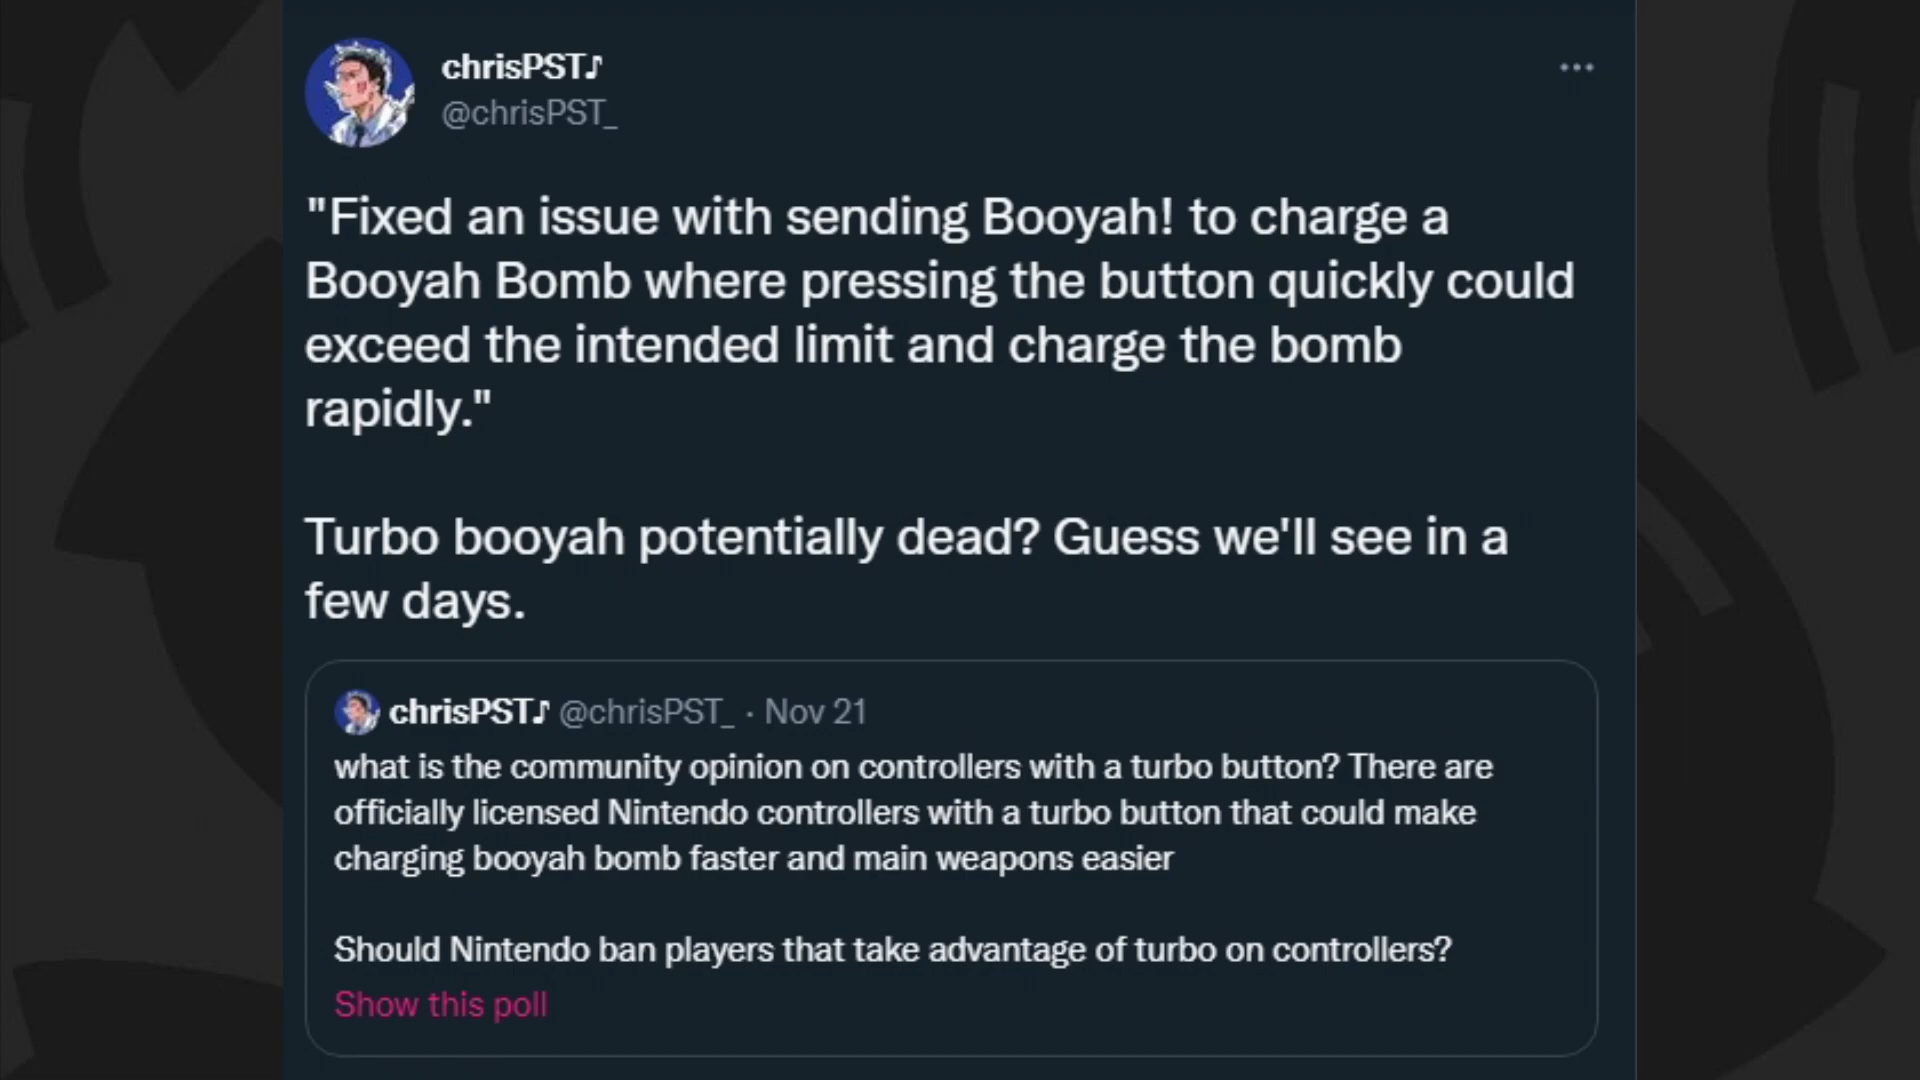 chrisPST♪
@chrisPST_
"Fixed an issue with sending Booyah! to charge a
Booyah Bomb where pressing the button quickly could
exceed the intended limit and charge the bomb
rapidly."
Turbo booyah potentially dead? Guess we'll see in a
few days.
chrisPST♪ @chrisPST_ · Nov 21
what is the community opinion on controllers with a turbo button? There are
officially licensed Nintendo controllers with a turbo button that could make
charging booyah bomb faster and main weapons easier
Should Nintendo ban players that take advantage of turbo on controllers?
Show this poll